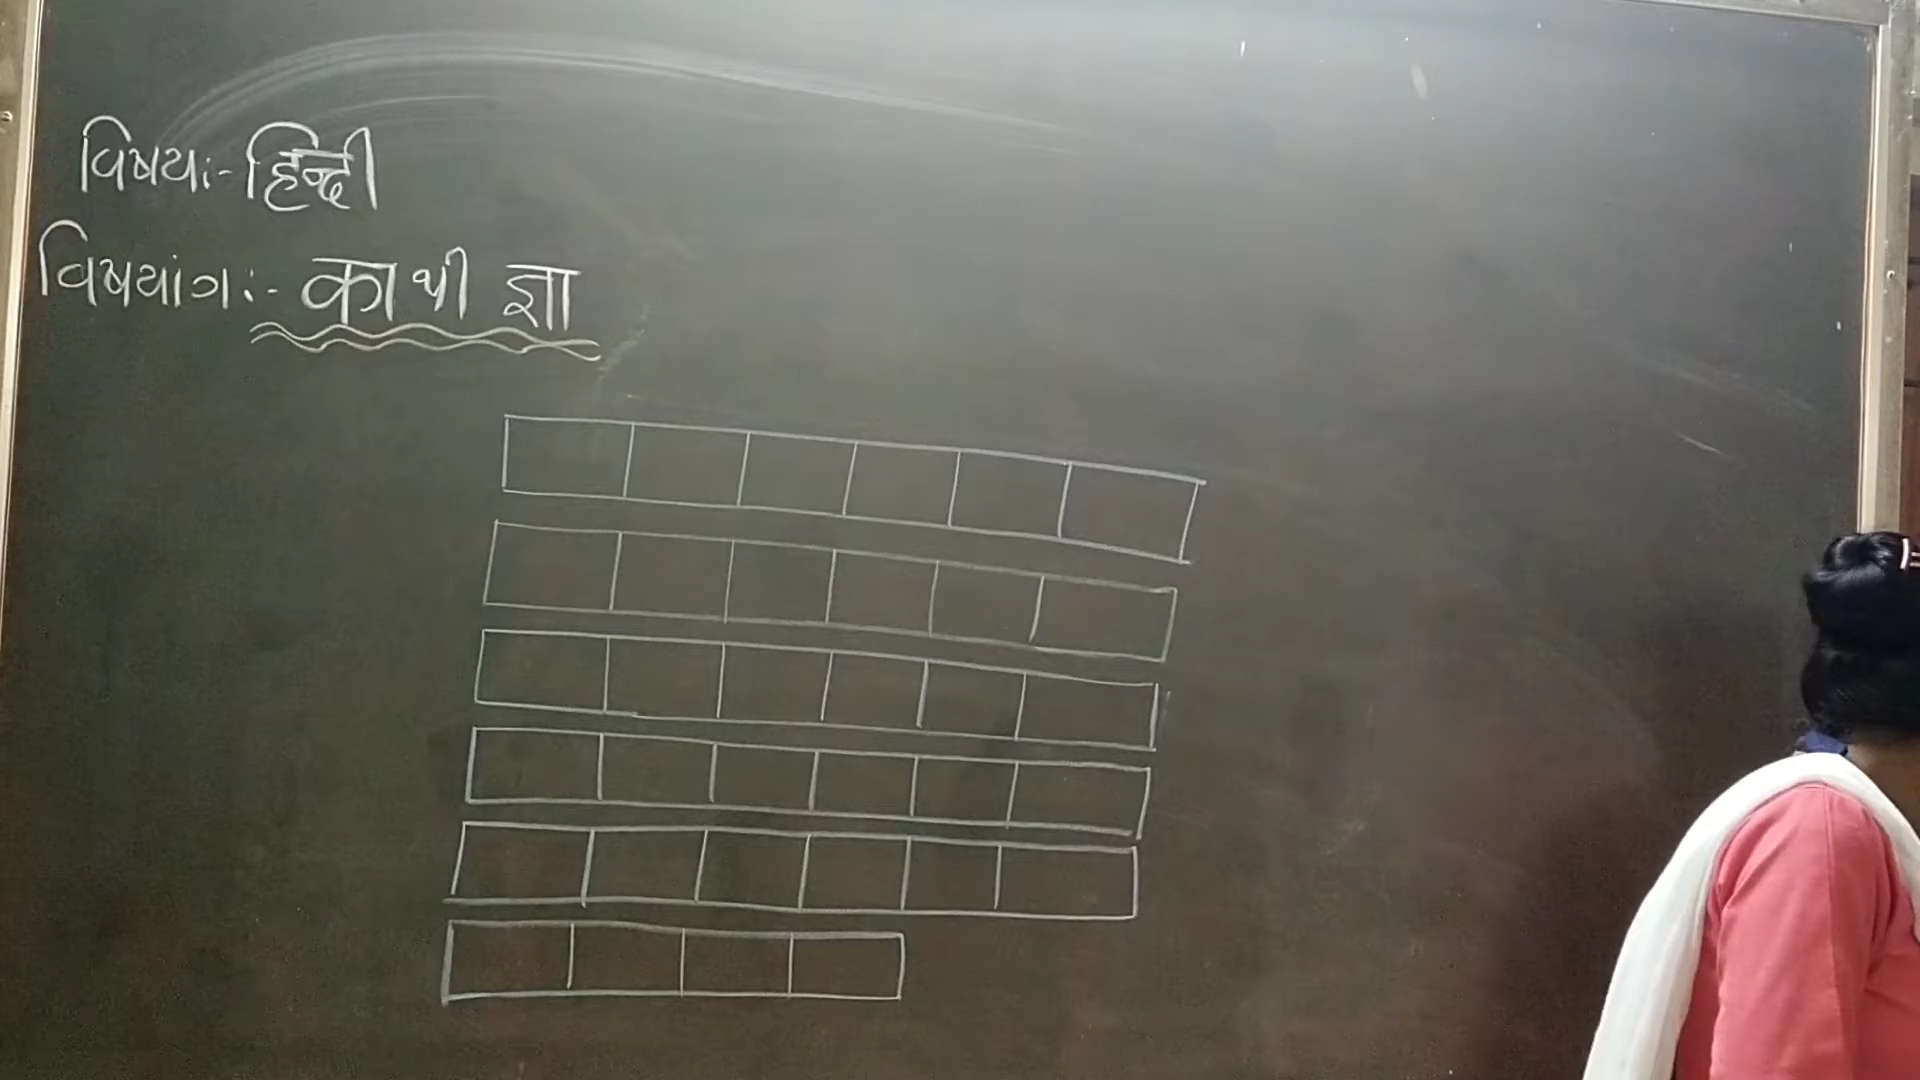 विषय:- हिन्दी
विषयांग:- का थी ज्ञा